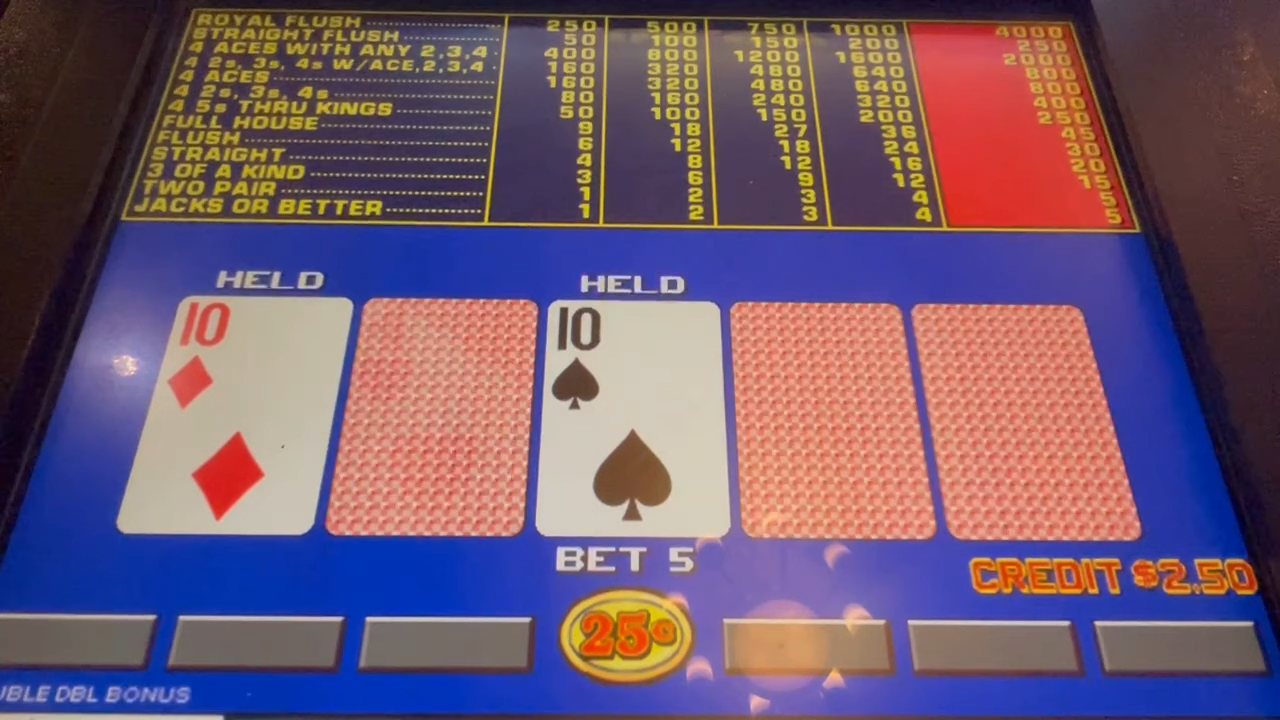 ROYAL FLUSH 250 500 750 1000 4000
STRAIGHT FLUSH 50 100 150 200 250
4 ACES WITH ANY 2,3,4 400 800 1200 1600 2000
4 2s, 3s, 4s W/ACE,2,3,4 160 320 480 640 800
4 ACES 160 320 480 640 800
4 2s, 3s, 4s 80 160 240 320 400
4 5s THRU KINGS 50 100 150 200 250
FULL HOUSE 9 18 27 36 45
FLUSH 6 12 18 24 30
STRAIGHT 4 8 12 16 20
3 OF A KIND 3 6 9 12 15
TWO PAIR 1 2 3 4 5
JACKS OR BETTER 1 2 3 4 5
HELD HELD
10 10
BET 5
CREDIT $2.50
25¢
UBLE DBL BONUS